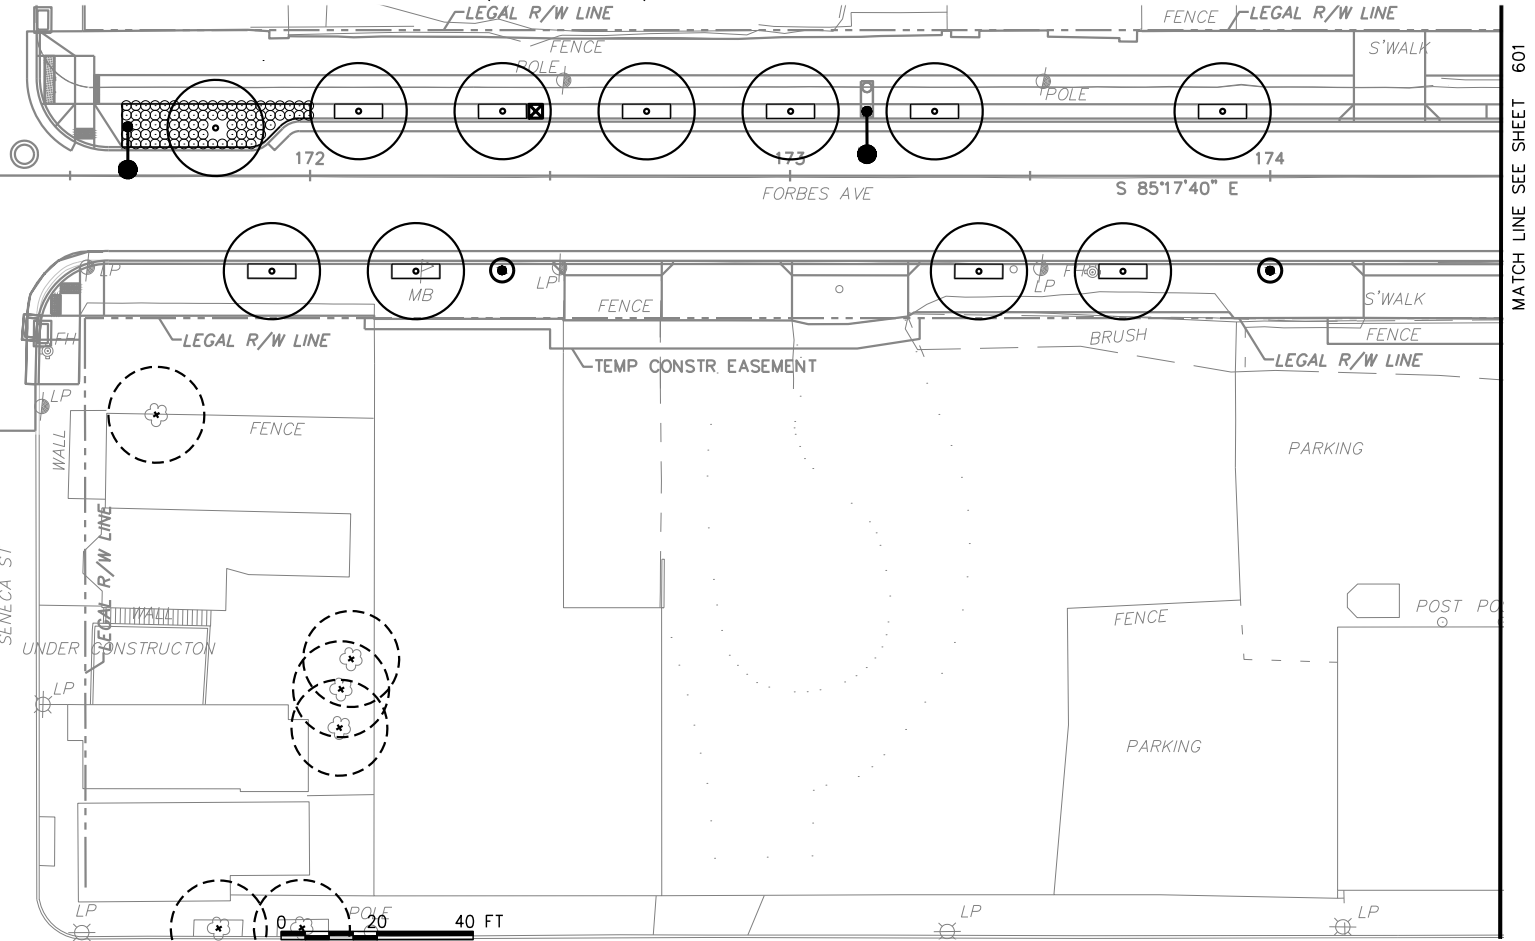 LEGAL R/W LINE
FENCE
LEGAL R/W LINE
FENCE
S'WALK
POLE
POLE
172
173
174
FORBES AVE
S 85°17'40" E
MATCH LINE SEE SHEET 601
LP
MB
LP
FENCE
LP
FH
S'WALK
FH
LEGAL R/W LINE
BRUSH
FENCE
TEMP CONSTR. EASEMENT
LEGAL R/W LINE
LP
FENCE
WALL
PARKING
LEGAL R/W LINE
SENECA ST
WALL
FENCE
POST
PO
UNDER CONSTRUCTON
LP
PARKING
LP
POLE
LP
LP
0 20 40 FT